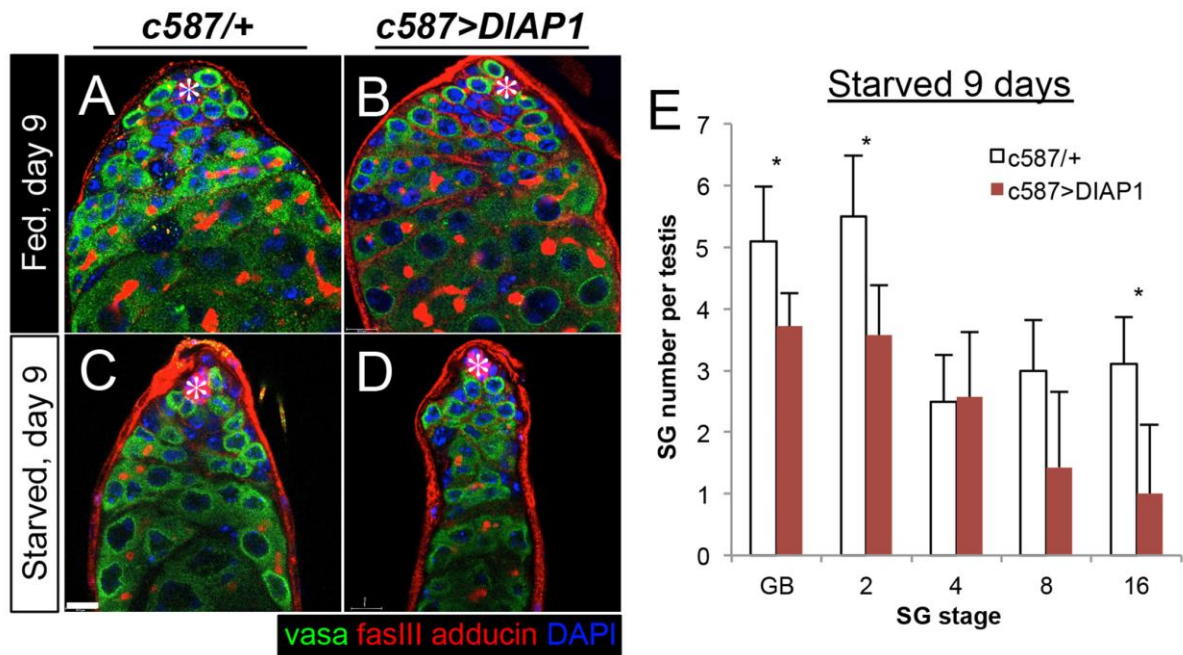 c587/+ c587>DIAP1
Fed, day 9
A
*
B
*
Starved, day 9
C
*
D
*
vasa fasIII adducin DAPI
E
Starved 9 days
c587/+
c587>DIAP1
SG number per testis
7
6
5
4
3
2
1
0
*
*
*
GB 2 4 8 16
SG stage